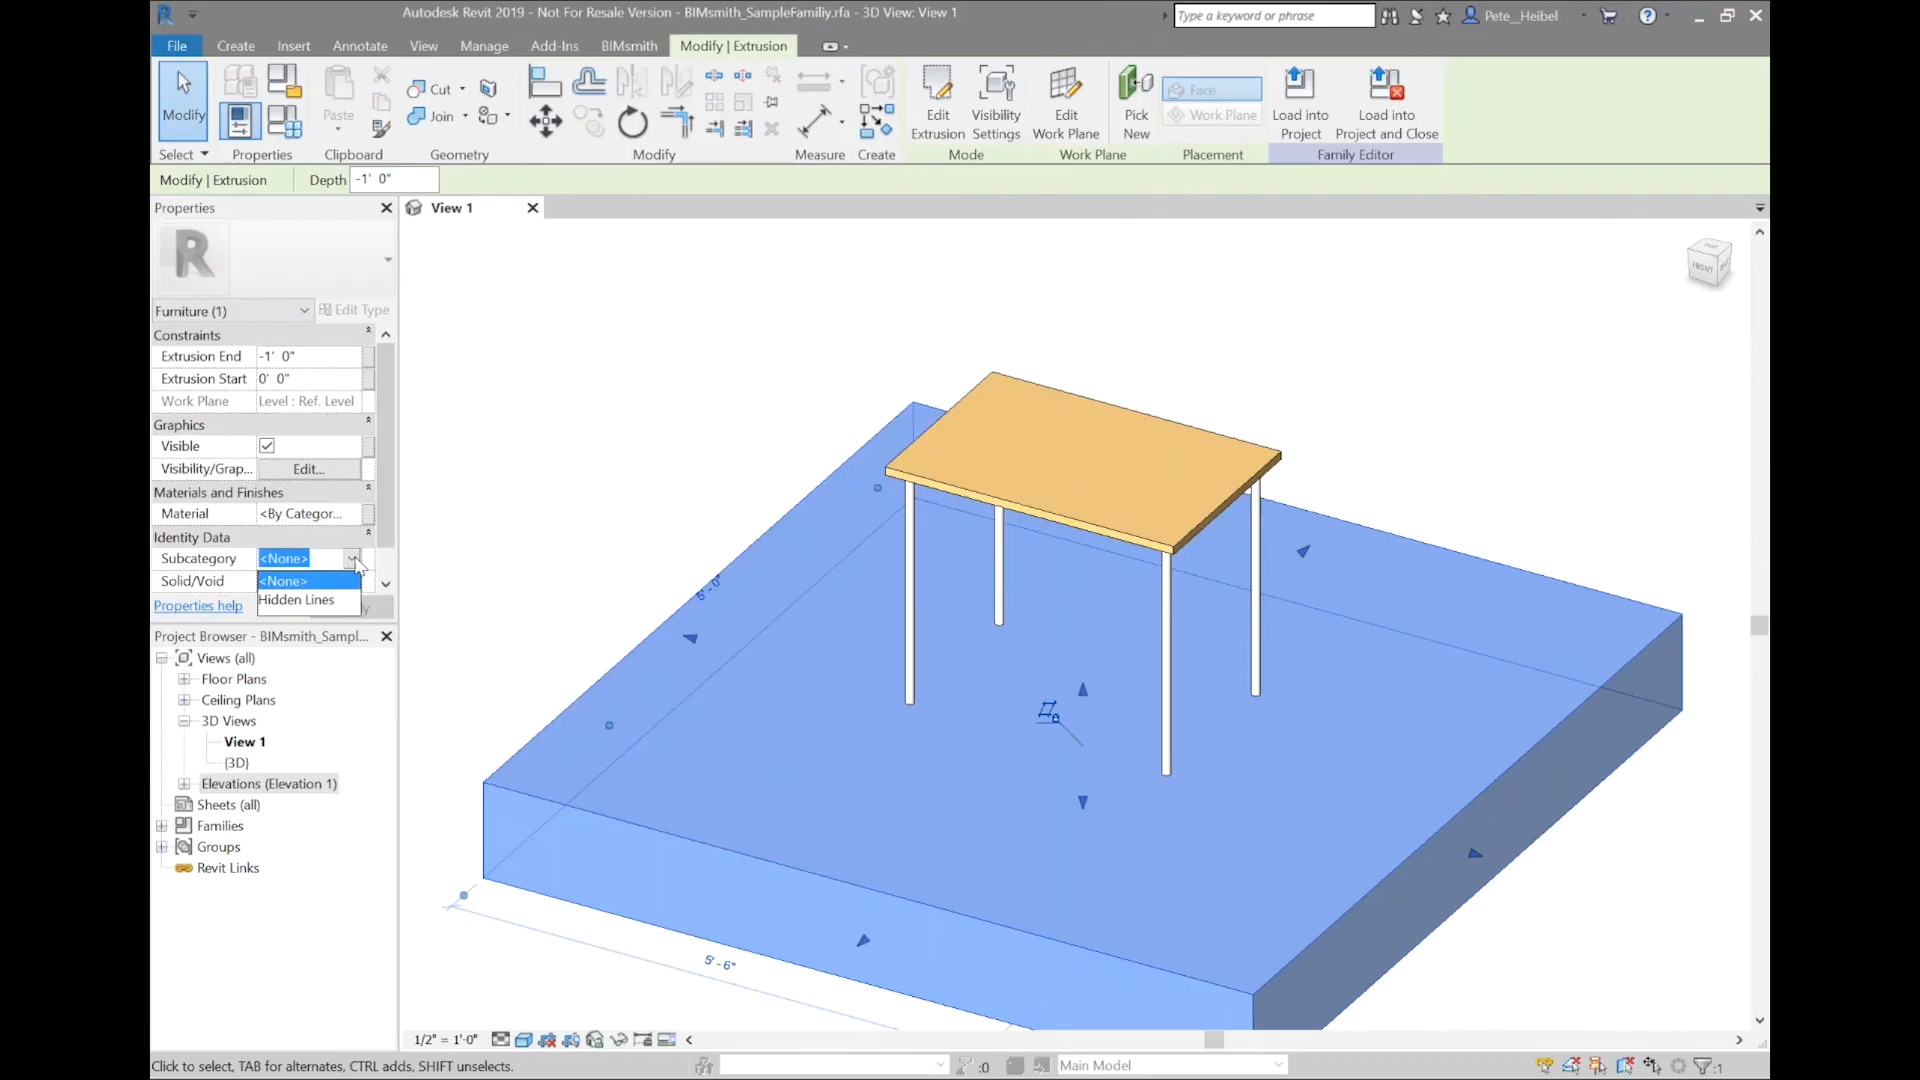 Autodesk Revit 2019 - Not For Resale Version - BIMsmith_SampleFamiliy.rfa - 3D View: View 1
Type a keyword or phrase
Pete_Heibel
File Create Insert Annotate View Manage Add-Ins BIMsmith Modify | Extrusion
Modify
Paste
Cut
Join
Edit Extrusion
Visibility Settings
Edit Work Plane
Pick New
Face
Work Plane
Load into Project
Load into Project and Close
Select Properties Clipboard Geometry Modify Measure Create Mode Work Plane Placement Family Editor
Modify | Extrusion Depth -1' 0"
Properties
View 1
R
Furniture (1) Edit Type
Constraints
Extrusion End -1' 0"
Extrusion Start 0' 0"
Work Plane Level : Ref. Level
Graphics
Visible
Visibility/Grap... Edit...
Materials and Finishes
Material <By Categor...
Identity Data
Subcategory <None>
Solid/Void <None>
Hidden Lines
Properties help
Project Browser - BIMsmith_Sampl...
Views (all)
Floor Plans
Ceiling Plans
3D Views
View 1
{3D}
Elevations (Elevation 1)
Sheets (all)
Families
Groups
Revit Links
FRONT
5' - 6"
1/2" = 1'-0"
Click to select, TAB for alternates, CTRL adds, SHIFT unselects.
:0
Main Model
:1